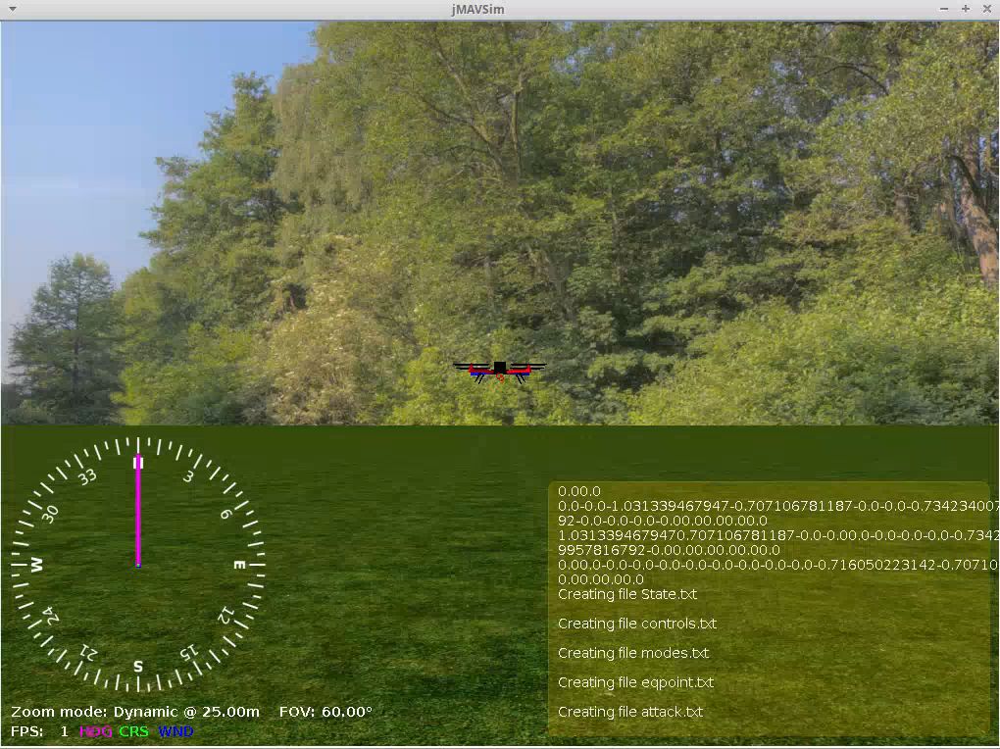 jMAVSim
N
33
3
30
6
W
E
24
12
21
15
S
0.00.0
0.0-0.0-1.031339467947-0.707106781187-0.0-0.0-0.734234007
92-0.0-0.0-0.0-0.00.00.00.00.0
1.0313394679470.707106781187-0.0-0.00.0-0.0-0.0-0.0-0.7342
9957816792-0.00.00.00.00.00.0
0.00.0-0.0-0.0-0.0-0.0-0.0-0.0-0.0-0.0-0.716050223142-0.70710
0.00.00.00.0
Creating file State.txt
Creating file controls.txt
Creating file modes.txt
Creating file eqpoint.txt
Creating file attack.txt
Zoom mode: Dynamic @ 25.00m FOV: 60.00°
FPS: 1 HDG CRS WND